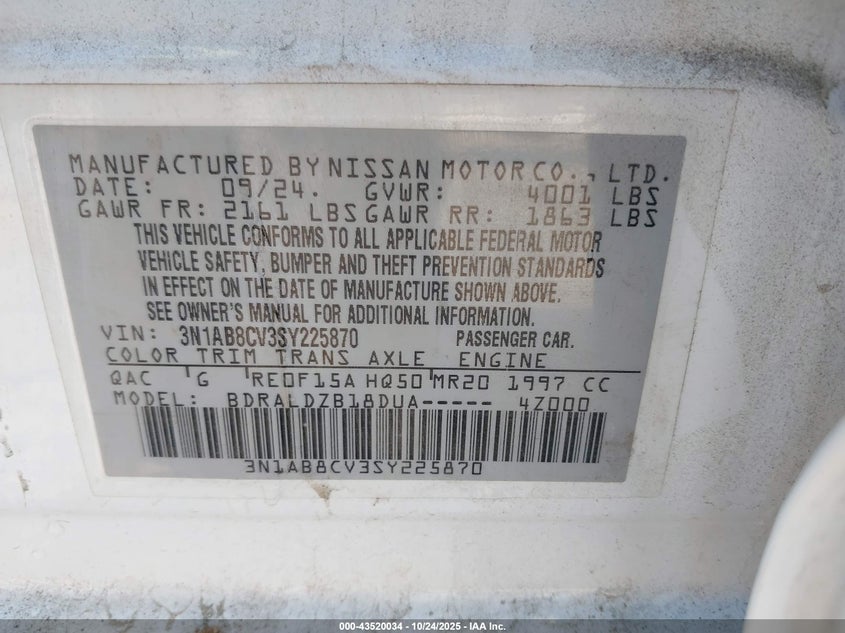 MANUFACTURED BY NISSAN MOTOR CO., LTD.
DATE: 09/24. GVWR: 4001 LBS
GAWR FR: 2161 LBS GAWR RR: 1863 LBS
THIS VEHICLE CONFORMS TO ALL APPLICABLE FEDERAL MOTOR
VEHICLE SAFETY, BUMPER AND THEFT PREVENTION STANDARDS
IN EFFECT ON THE DATE OF MANUFACTURE SHOWN ABOVE.
SEE OWNER'S MANUAL FOR ADDITIONAL INFORMATION.
VIN: 3N1AB8CV3SY225870 PASSENGER CAR.
COLOR TRIM TRANS AXLE ENGINE
QAC G RE0F15A HQ50 MR20 1997 CC
MODEL: BDRALDZB18DUA----- 4Z000
3N1AB8CV3SY225870
000-43520034 - 10/24/2025 - IAA Inc.